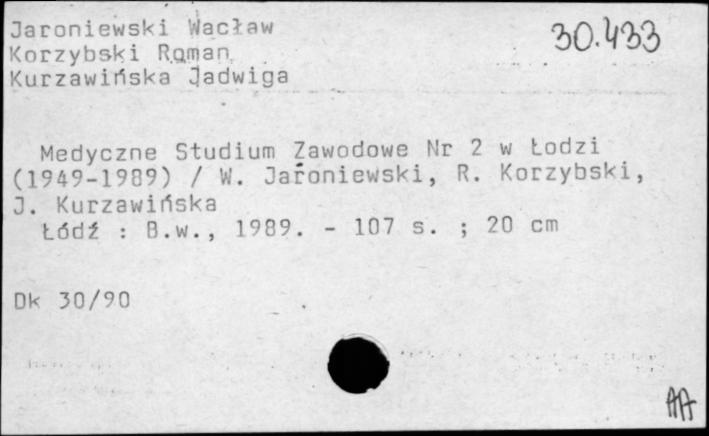 Jaroniewski Wacław
30.433
Korzybski Roman
Kurzawińska Jadwiga
Medyczne Studium Zawodowe Nr 2 w Łodzi
(1949-1989) / W. Jaroniewski, R. Korzybski,
J. Kurzawińska
Łódź : B.w., 1989. - 107 s. ; 20 cm
Dk 30/90
AA